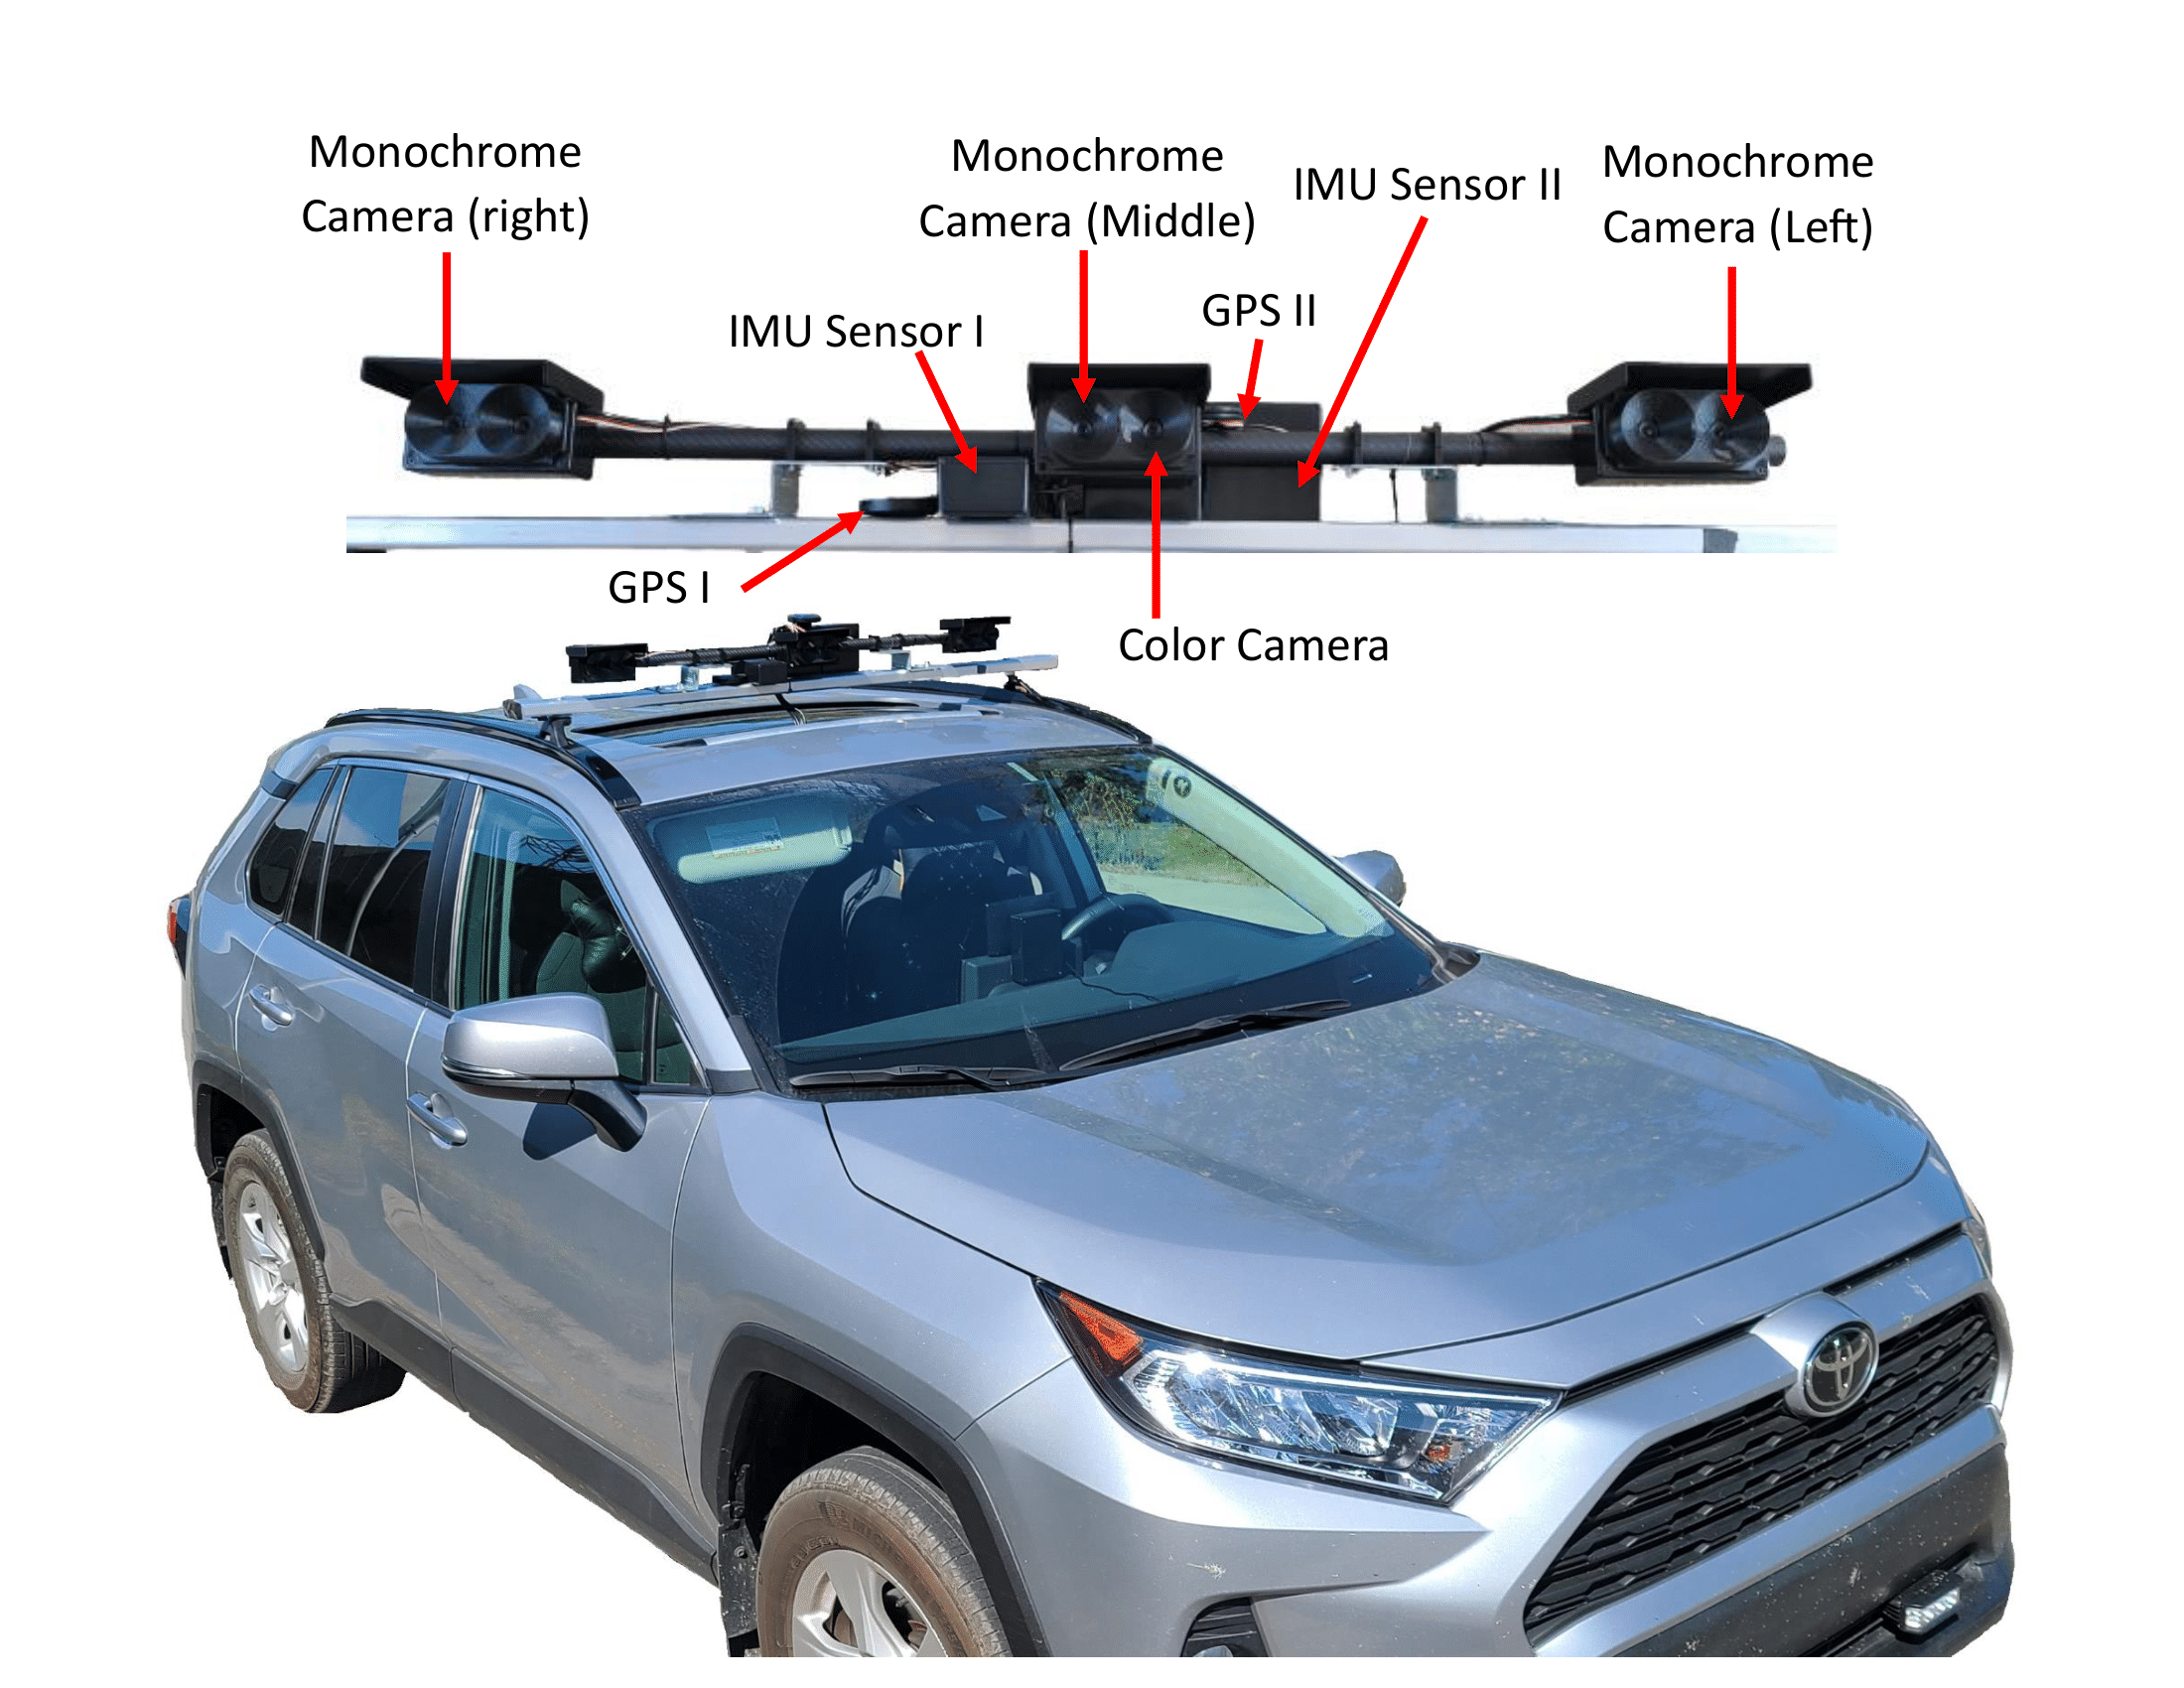 Monochrome
Camera (right)
Monochrome
Camera (Middle)
IMU Sensor II
Monochrome
Camera (Left)
GPS II
IMU Sensor I
GPS I
Color Camera